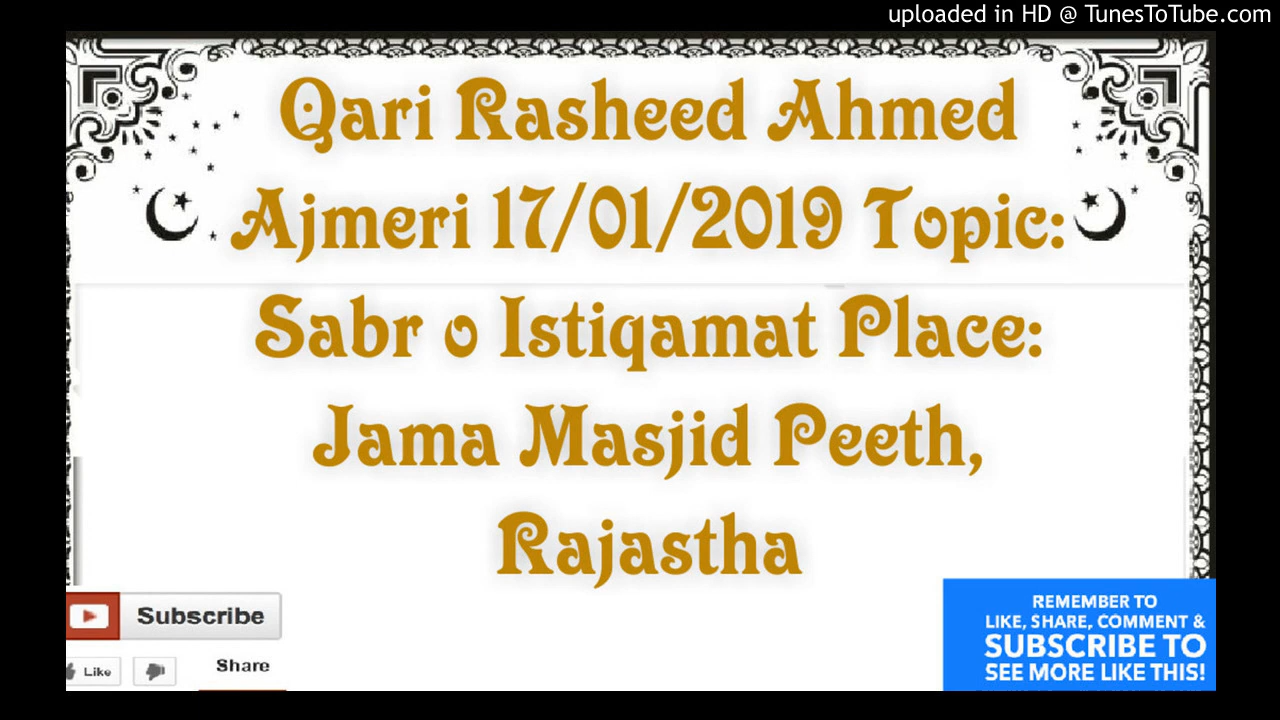 uploaded in HD @ TunesToTube.com
Qari Rasheed Ahmed
Ajmeri 17/01/2019 Topic:
Sabr o Istiqamat Place:
Jama Masjid Peeth,
Rajastha
Subscribe
Like
Share
REMEMBER TO
LIKE, SHARE, COMMENT &
SUBSCRIBE TO
SEE MORE LIKE THIS!